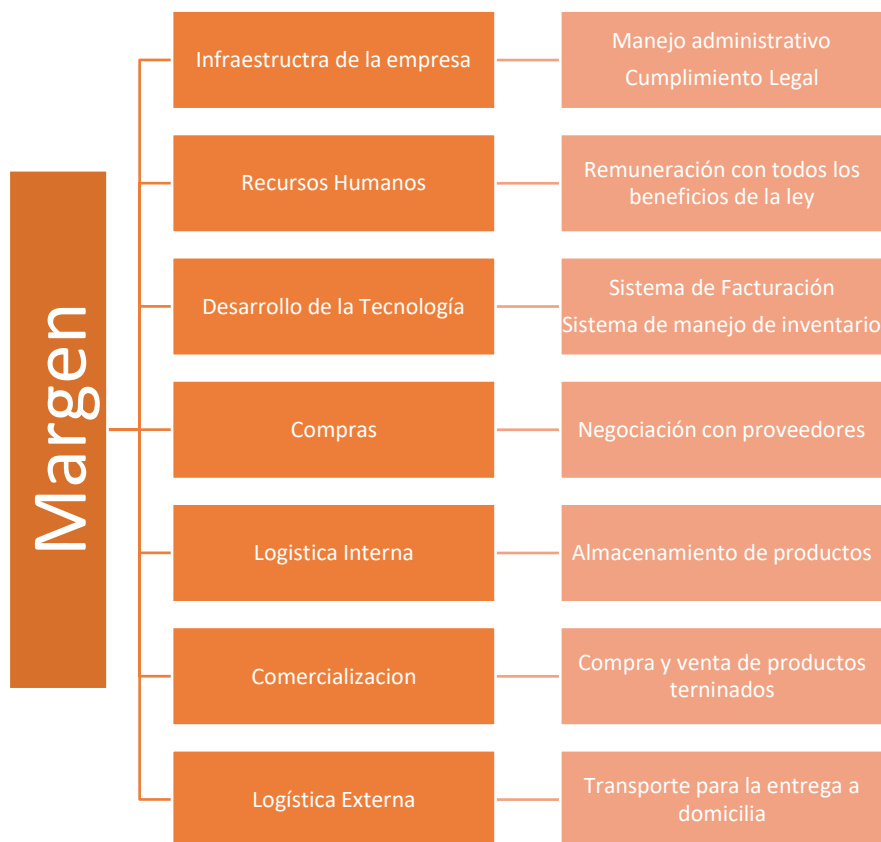 Margen
Infraestructra de la empresa
Manejo administrativo
Cumplimiento Legal
Recursos Humanos
Remuneración con todos los
beneficios de la ley
Desarrollo de la Tecnología
Sistema de Facturación
Sistema de manejo de inventario
Compras
Negociación con proveedores
Logistica Interna
Almacenamiento de productos
Comercializacion
Compra y venta de productos
terninados
Logística Externa
Transporte para la entrega a
domicilia